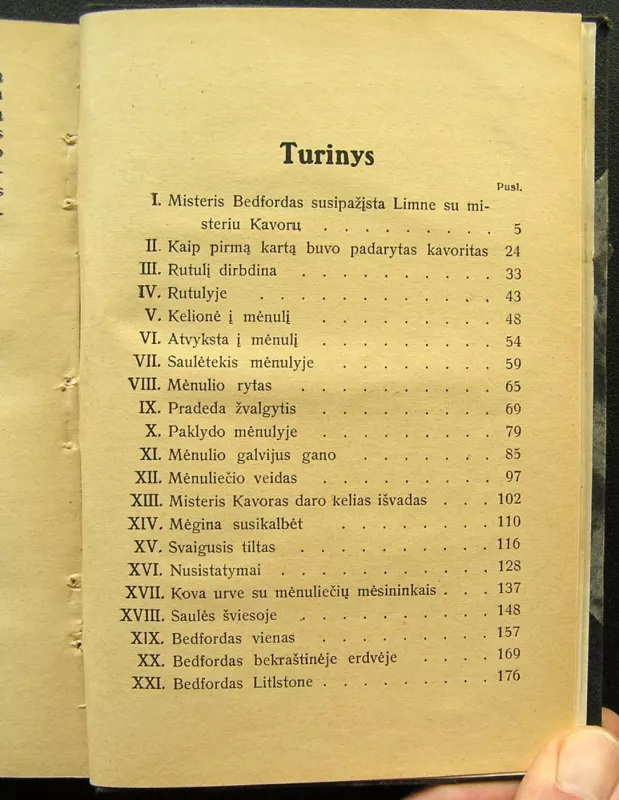 Turinys
Pusl.
I. Misteris Bedfordas susipažįsta Limne su mi-
steriu Kavoru . . . . . . . . . 5
II. Kaip pirmą kartą buvo padarytas kavoritas 24
III. Rutulį dirbdina . . . . . . . . . . 33
IV. Rutulyje . . . . . . . . . . . . 43
V. Kelionė į mėnulį . . . . . . . . . 48
VI. Atvyksta į mėnulį . . . . . . . . . 54
VII. Saulėtekis mėnulyje . . . . . . . . 59
VIII. Mėnulio rytas . . . . . . . . . . 65
IX. Pradeda žvalgytis . . . . . . . . . 69
X. Paklydo mėnulyje . . . . . . . . . 79
XI. Mėnulio galvijus gano . . . . . . . 85
XII. Mėnuliečio veidas . . . . . . . . . 97
XIII. Misteris Kavoras daro kelias išvadas . . . 102
XIV. Mėgina susikalbėt . . . . . . . . 110
XV. Svaigusis tiltas . . . . . . . . . . 116
XVI. Nusistatymai . . . . . . . . . . . 128
XVII. Kova urve su mėnuliečių mėsininkais . . . 137
XVIII. Saulės šviesoje . . . . . . . . . . 148
XIX. Bedfordas vienas . . . . . . . . . 157
XX. Bedfordas bekraštinėje erdvėje . . . . 169
XXI. Bedfordas Litlstone . . . . . . . . . 176